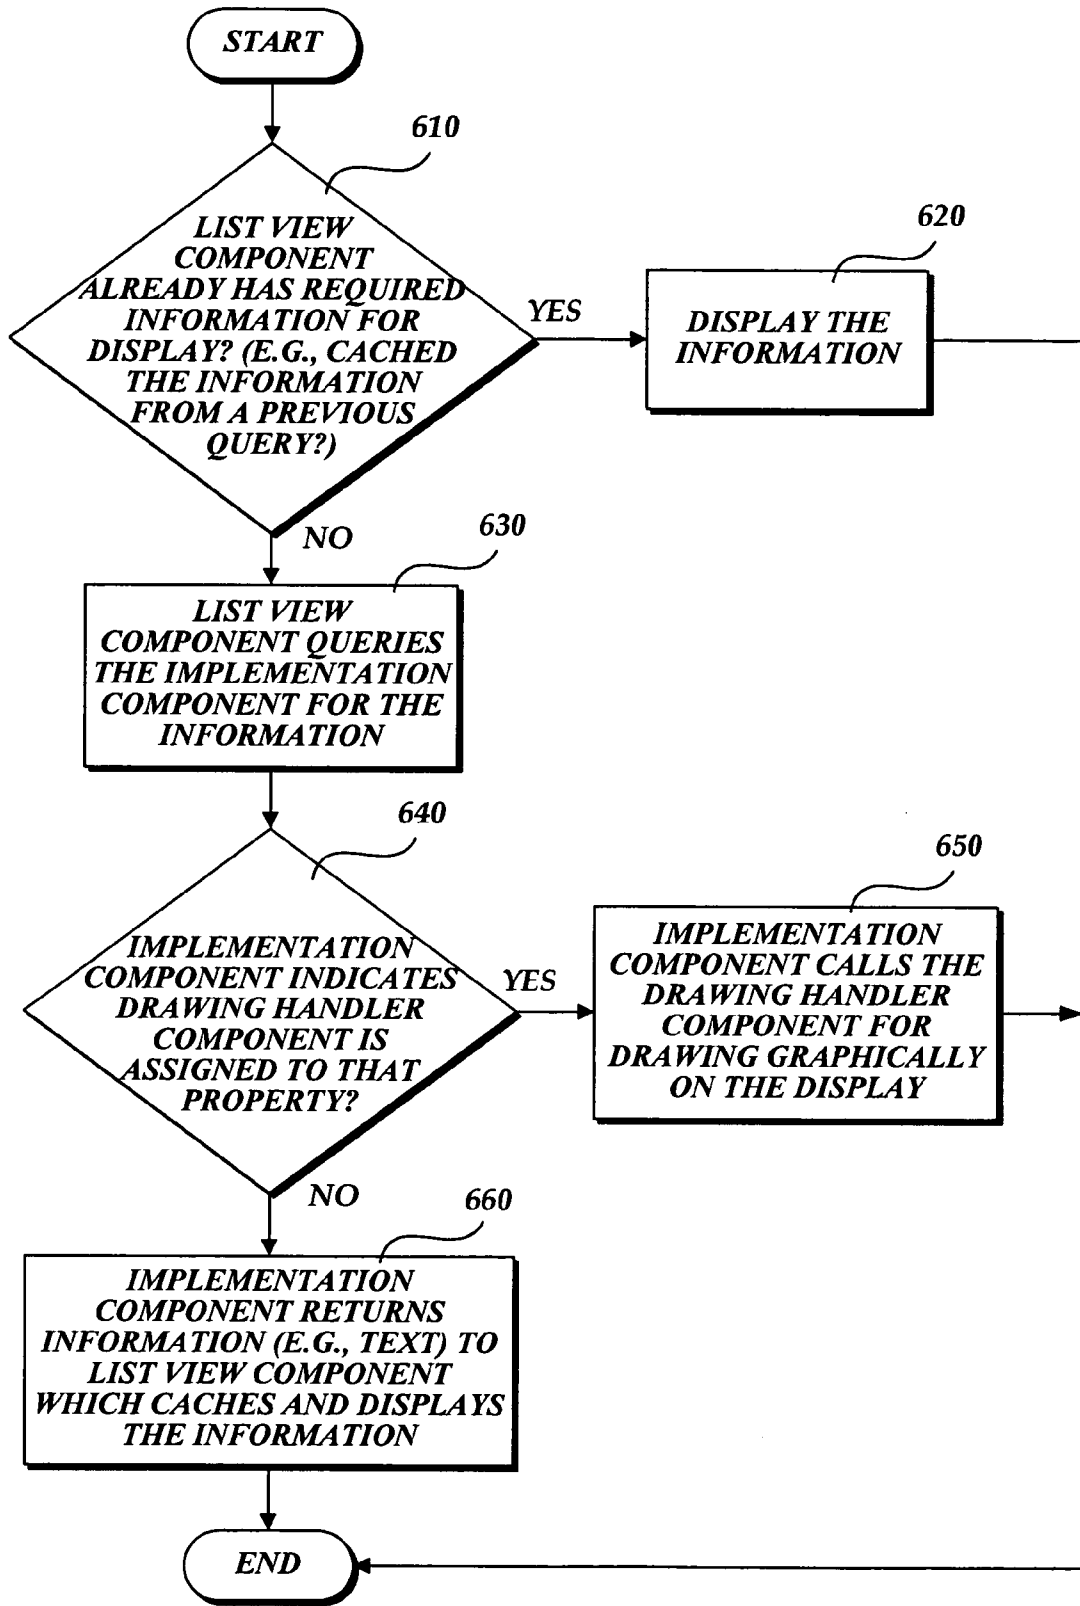 START
610
LIST VIEW
COMPONENT
ALREADY HAS REQUIRED
INFORMATION FOR
DISPLAY? (E.G., CACHED
THE INFORMATION
FROM A PREVIOUS
QUERY?)
YES
620
DISPLAY THE
INFORMATION
NO
630
LIST VIEW
COMPONENT QUERIES
THE IMPLEMENTATION
COMPONENT FOR THE
INFORMATION
640
IMPLEMENTATION
COMPONENT INDICATES
DRAWING HANDLER
COMPONENT IS
ASSIGNED TO THAT
PROPERTY?
YES
650
IMPLEMENTATION
COMPONENT CALLS THE
DRAWING HANDLER
COMPONENT FOR
DRAWING GRAPHICALLY
ON THE DISPLAY
NO
660
IMPLEMENTATION
COMPONENT RETURNS
INFORMATION (E.G., TEXT) TO
LIST VIEW COMPONENT
WHICH CACHES AND DISPLAYS
THE INFORMATION
END